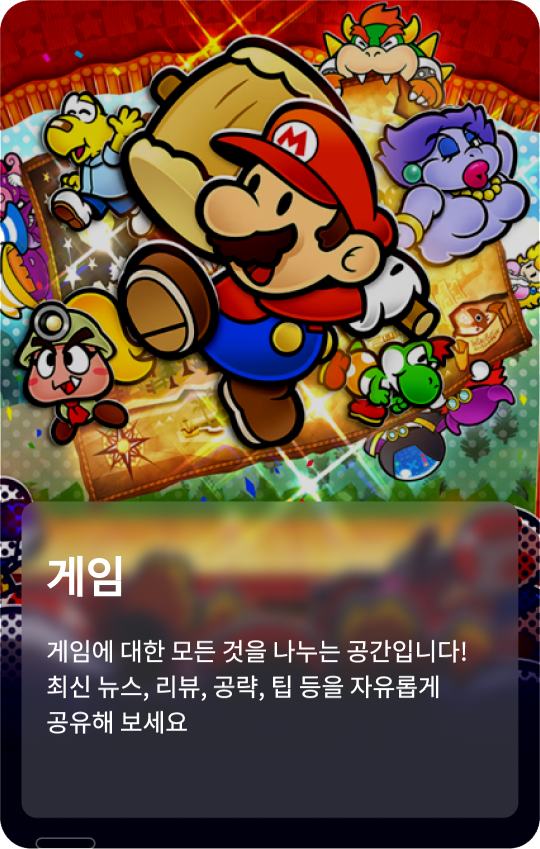 M
게임
게임에 대한 모든 것을 나누는 공간입니다!
최신 뉴스, 리뷰, 공략, 팁 등을 자유롭게
공유해 보세요